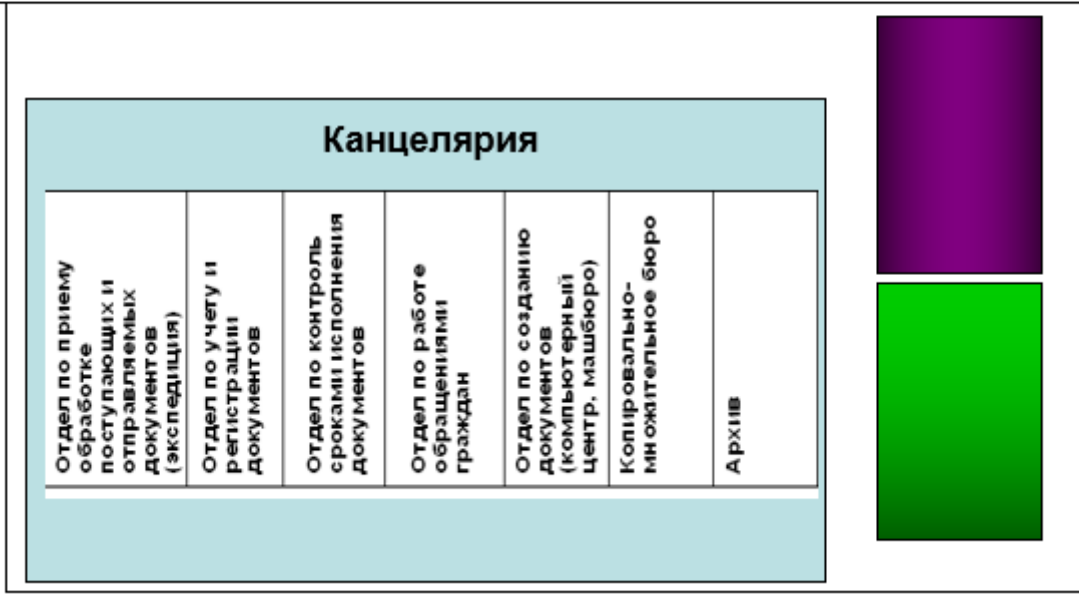 Канцелярия
Отдел по приему
обработке
поступающих и
отправляемых
документов
(экспедиция)
Отдел по учету и
регистрации
документов
Отдел по контроль
сроками исполнения
документов
Отдел по работе
обращениями
граждан
Отдел по созданию
документов
(компьютерный
центр, машбюро)
Копировально-
множительное бюро
Архив